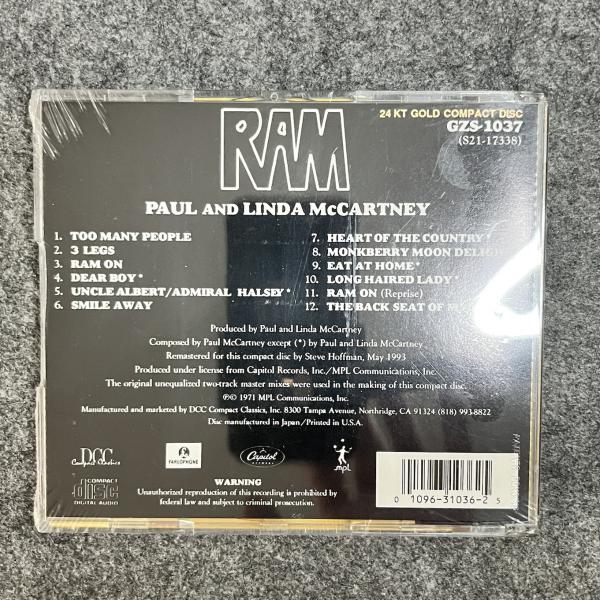 24 KT GOLD COMPACT DISC
RAM
GZS-1037
(S21-17338)
PAUL AND LINDA McCARTNEY
1. TOO MANY PEOPLE
2. 3 LEGS
3. RAM ON
4. DEAR BOY*
5. UNCLE ALBERT/ADMIRAL HALSEY*
6. SMILE AWAY
7. HEART OF THE COUNTRY*
8. MONKBERRY MOON
9. EAT AT HOME*
10. LONG HAIRED LADY*
11. RAM ON (Reprise)
12. THE BACK SEAT OF
Produced by Paul and Linda McCartney
Composed by Paul McCartney except (*) by Paul and Linda McCartney
Remastered for this compact disc by Steve Hoffman, May 1993
Produced under license from Capitol Records, Inc./MPL Communications, Inc.
The original unequalized two-track master mixes were used in the making of this compact disc.
℗© 1971 MPL Communications, Inc.
Manufactured and marketed by DCC Compact Classics, Inc. 8300 Tampa Avenue, Northridge, CA 91324 (818) 993-8822
Disc manufactured in Japan/Printed in U.S.A.
DCC
Compact Classics
PARLOPHONE
Capitol
RECORDS
mpl
COMPACT
disc
DIGITAL AUDIO
WARNING
Unauthorized reproduction of this recording is prohibited by
federal law and subject to criminal prosecution.
0 1096-31036-2 5